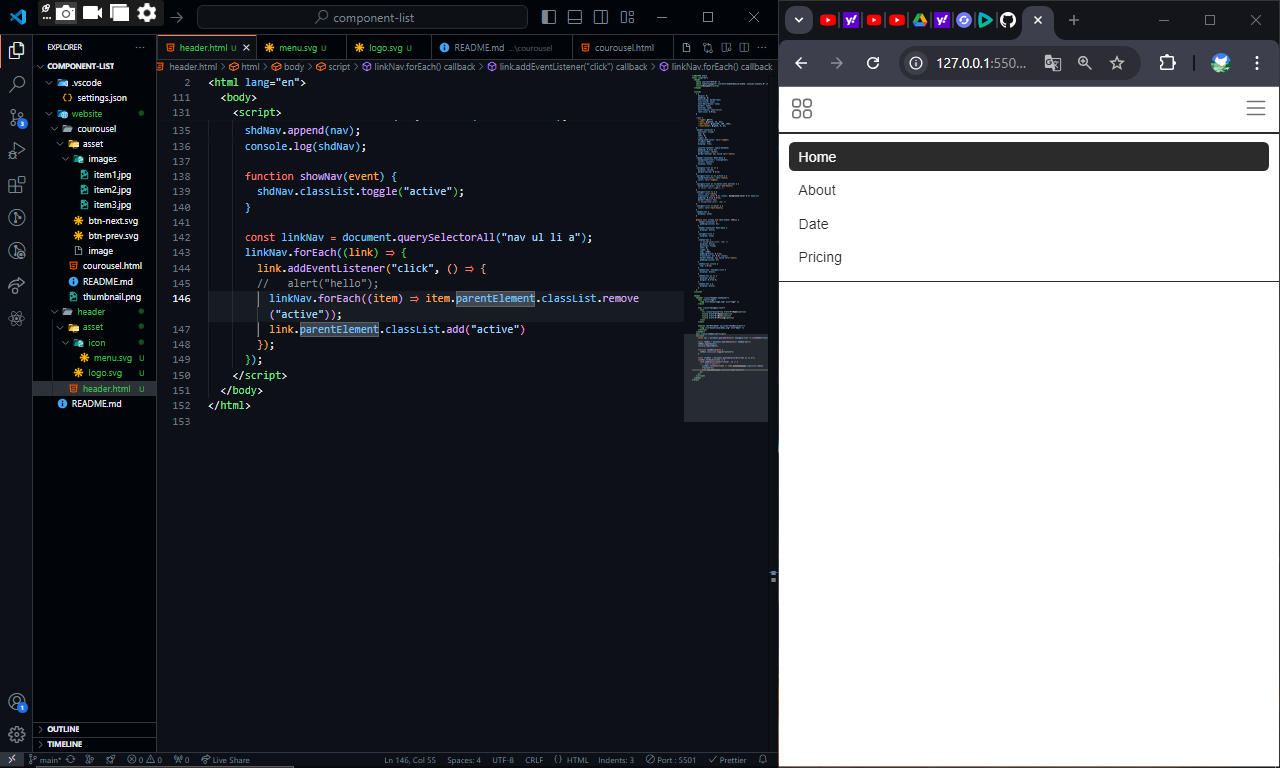 component-list
EXPLORER
COMPONENT-LIST
.vscode
settings.json
website
courousel
asset
images
item1.jpg
item2.jpg
item3.jpg
btn-next.svg
btn-prev.svg
image
courousel.html
README.md
thumbnail.png
header
asset
icon
menu.svg U
logo.svg U
header.html U
README.md
OUTLINE
TIMELINE
header.html U
menu.svg U
logo.svg U
README.md ...\courousel
courousel.html
header.html > html > body > script > linkNav.forEach() callback > link.addEventListener("click") callback > linkNav.forEach() callback
2 <html lang="en">
111 <body>
131 <script>
135 shdNav.append(nav);
136 console.log(shdNav);
137
138 function showNav(event) {
139 shdNav.classList.toggle("active");
140 }
141
142 const linkNav = document.querySelectorAll("nav ul li a");
143 linkNav.forEach((link) => {
144 link.addEventListener("click", () => {
145 // alert("hello");
146 linkNav.forEach((item) => item.parentElement.classList.remove
("active"));
147 link.parentElement.classList.add("active")
148 });
149 });
150 </script>
151 </body>
152 </html>
153
main*
0 0
0
Live Share
Ln 146, Col 55
Spaces: 4
UTF-8
CRLF
HTML
Indents: 3
Port : 5501
Prettier
127.0.0.1:550...
Home
About
Date
Pricing